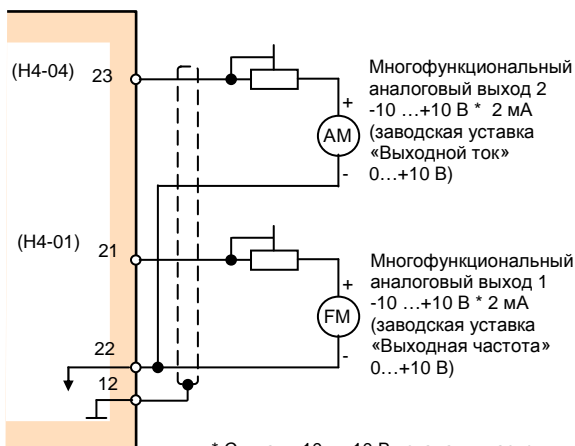 (H4-04)
23
Многофункциональный
аналоговый выход 2
-10 …+10 В * 2 мА
(заводская уставка
«Выходной ток»
0…+10 В)
+
AM
-
(H4-01)
21
Многофункциональный
аналоговый выход 1
-10 …+10 В * 2 мА
(заводская уставка
«Выходная частота»
0…+10 В)
+
FM
-
22
12